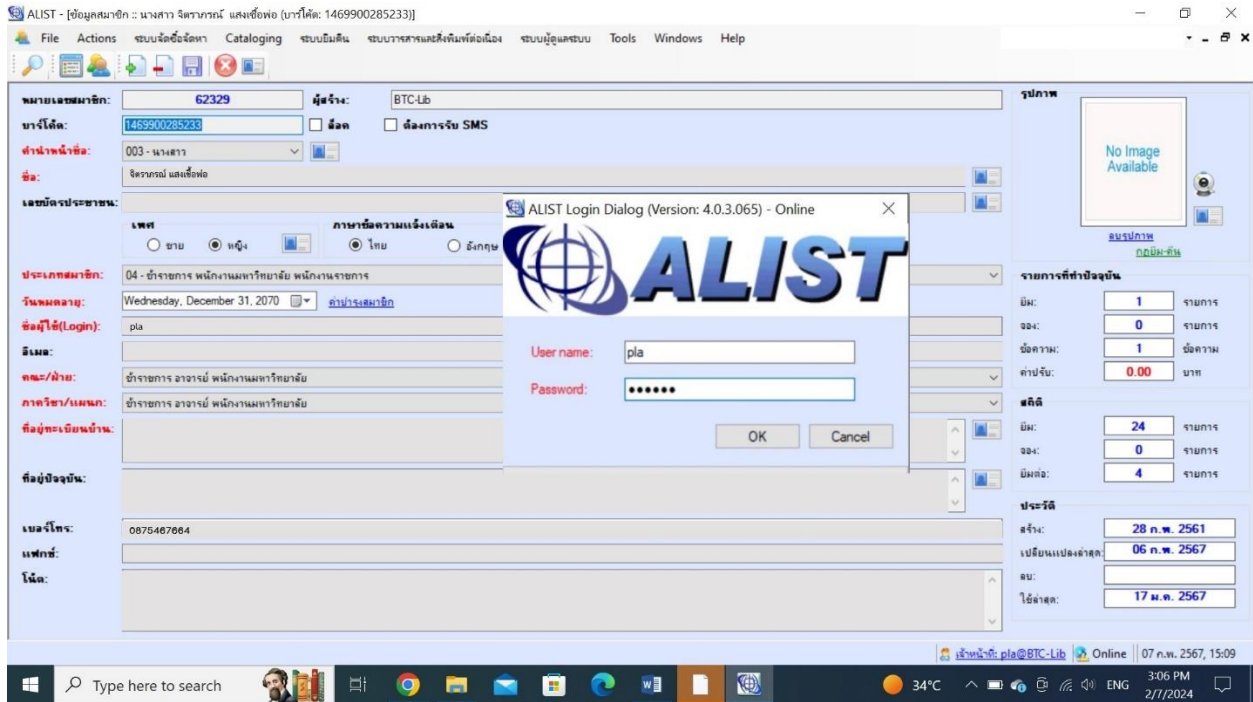 ALIST - [ข้อมูลสมาชิก :: นางสาว จิตราภรณ์ แสงเชื้อพ่อ (บาร์โค้ด: 1469900285233)]
File Actions ระบบจัดซื้อจัดหา Cataloging ระบบยืมคืน ระบบวารสารและสิ่งพิมพ์ต่อเนื่อง ระบบผู้ดูแลระบบ Tools Windows Help
หมายเลขสมาชิก: 62329 ผู้สร้าง: BTC-Lib
บาร์โค้ด: 1469900285233 ล็อค ต้องการรับ SMS
คำนำหน้าชื่อ: 003 - นางสาว
ชื่อ: จิตราภรณ์ แสงเชื้อพ่อ
เลขบัตรประชาชน:
เพศ ภาษาข้อความแจ้งเตือน
ชาย หญิง ไทย อังกฤษ
ประเภทสมาชิก: 04 - ข้าราชการ พนักงานมหาวิทยาลัย พนักงานราชการ
วันหมดอายุ: Wednesday, December 31, 2070 ค่าบำรุงสมาชิก
ชื่อผู้ใช้(Login): pla
อีเมล:
คณะ/ฝ่าย: ข้าราชการ อาจารย์ พนักงานมหาวิทยาลัย
ภาควิชา/แผนก: ข้าราชการ อาจารย์ พนักงานมหาวิทยาลัย
ที่อยู่ทะเบียนบ้าน:
ที่อยู่ปัจจุบัน:
เบอร์โทร: 0875467664
แฟกซ์:
โน้ต:
ALIST Login Dialog (Version: 4.0.3.065) - Online
ALIST
User name: pla
Password: ●●●●●●
OK Cancel
รูปภาพ
No Image
Available
ลบรูปภาพ
กฎยืม-คืน
รายการที่ทำปัจจุบัน
ยืม: 1 รายการ
จอง: 0 รายการ
ข้อความ: 1 ข้อความ
ค่าปรับ: 0.00 บาท
สถิติ
ยืม: 24 รายการ
จอง: 0 รายการ
ยืมต่อ: 4 รายการ
ประวัติ
สร้าง: 28 ก.พ. 2561
เปลี่ยนแปลงล่าสุด: 06 ก.พ. 2567
ลบ:
ใช้ล่าสุด: 17 ม.ค. 2567
เจ้าหน้าที่: pla@BTC-Lib Online 07 ก.พ. 2567, 15:09
Type here to search 34°C ENG 3:06 PM
2/7/2024